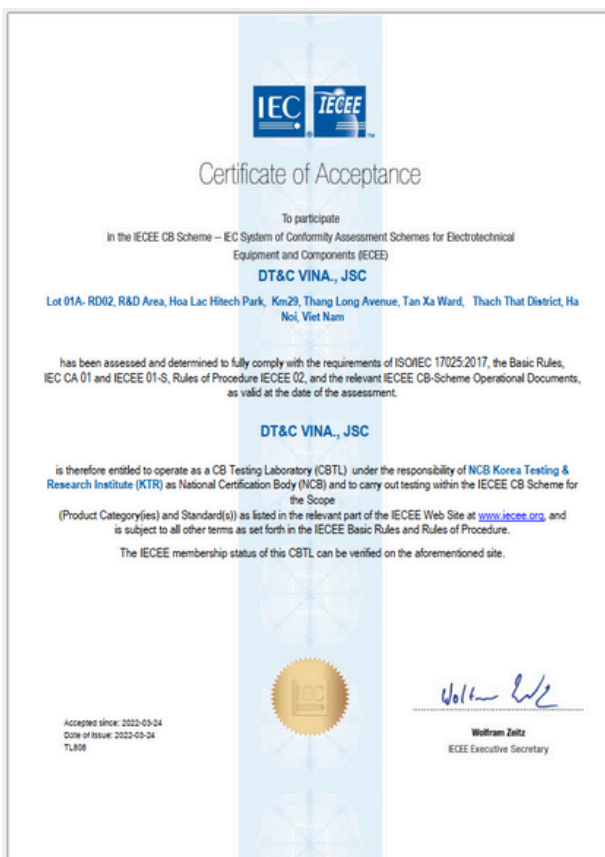 IEC IECEE
® ™
Certificate of Acceptance
To participate
in the IECEE CB Scheme – IEC System of Conformity Assessment Schemes for Electrotechnical
Equipment and Components (IECEE)
DT&C VINA., JSC
Lot 01A- RD02, R&D Area, Hoa Lac Hitech Park, Km29, Thang Long Avenue, Tan Xa Ward, Thach That District, Ha
Noi, Viet Nam
has been assessed and determined to fully comply with the requirements of ISO/IEC 17025:2017, the Basic Rules,
IEC CA 01 and IECEE 01-S, Rules of Procedure IECEE 02, and the relevant IECEE CB-Scheme Operational Documents,
as valid at the date of the assessment.
DT&C VINA., JSC
is therefore entitled to operate as a CB Testing Laboratory (CBTL) under the responsibility of NCB Korea Testing &
Research Institute (KTR) as National Certification Body (NCB) and to carry out testing within the IECEE CB Scheme for
the Scope
(Product Category(ies) and Standard(s)) as listed in the relevant part of the IECEE Web Site at www.iecee.org, and
is subject to all other terms as set forth in the IECEE Basic Rules and Rules of Procedure.
The IECEE membership status of this CBTL can be verified on the aforementioned site.
IEC
Accepted since: 2022-03-24
Date of Issue: 2022-03-24
TL808
Wolfram Zeitz
IECEE Executive Secretary